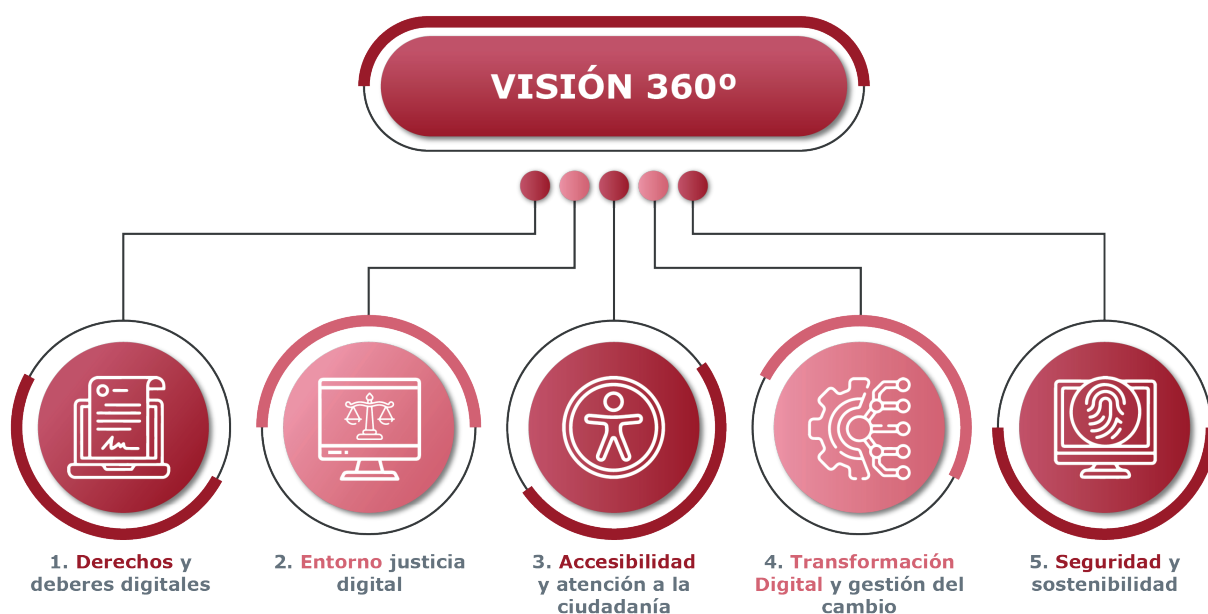 VISIÓN 360º
1. Derechos y
deberes digitales
2. Entorno justicia
digital
3. Accesibilidad
y atención a la
ciudadanía
4. Transformación
Digital y gestión del
cambio
5. Seguridad y
sostenibilidad